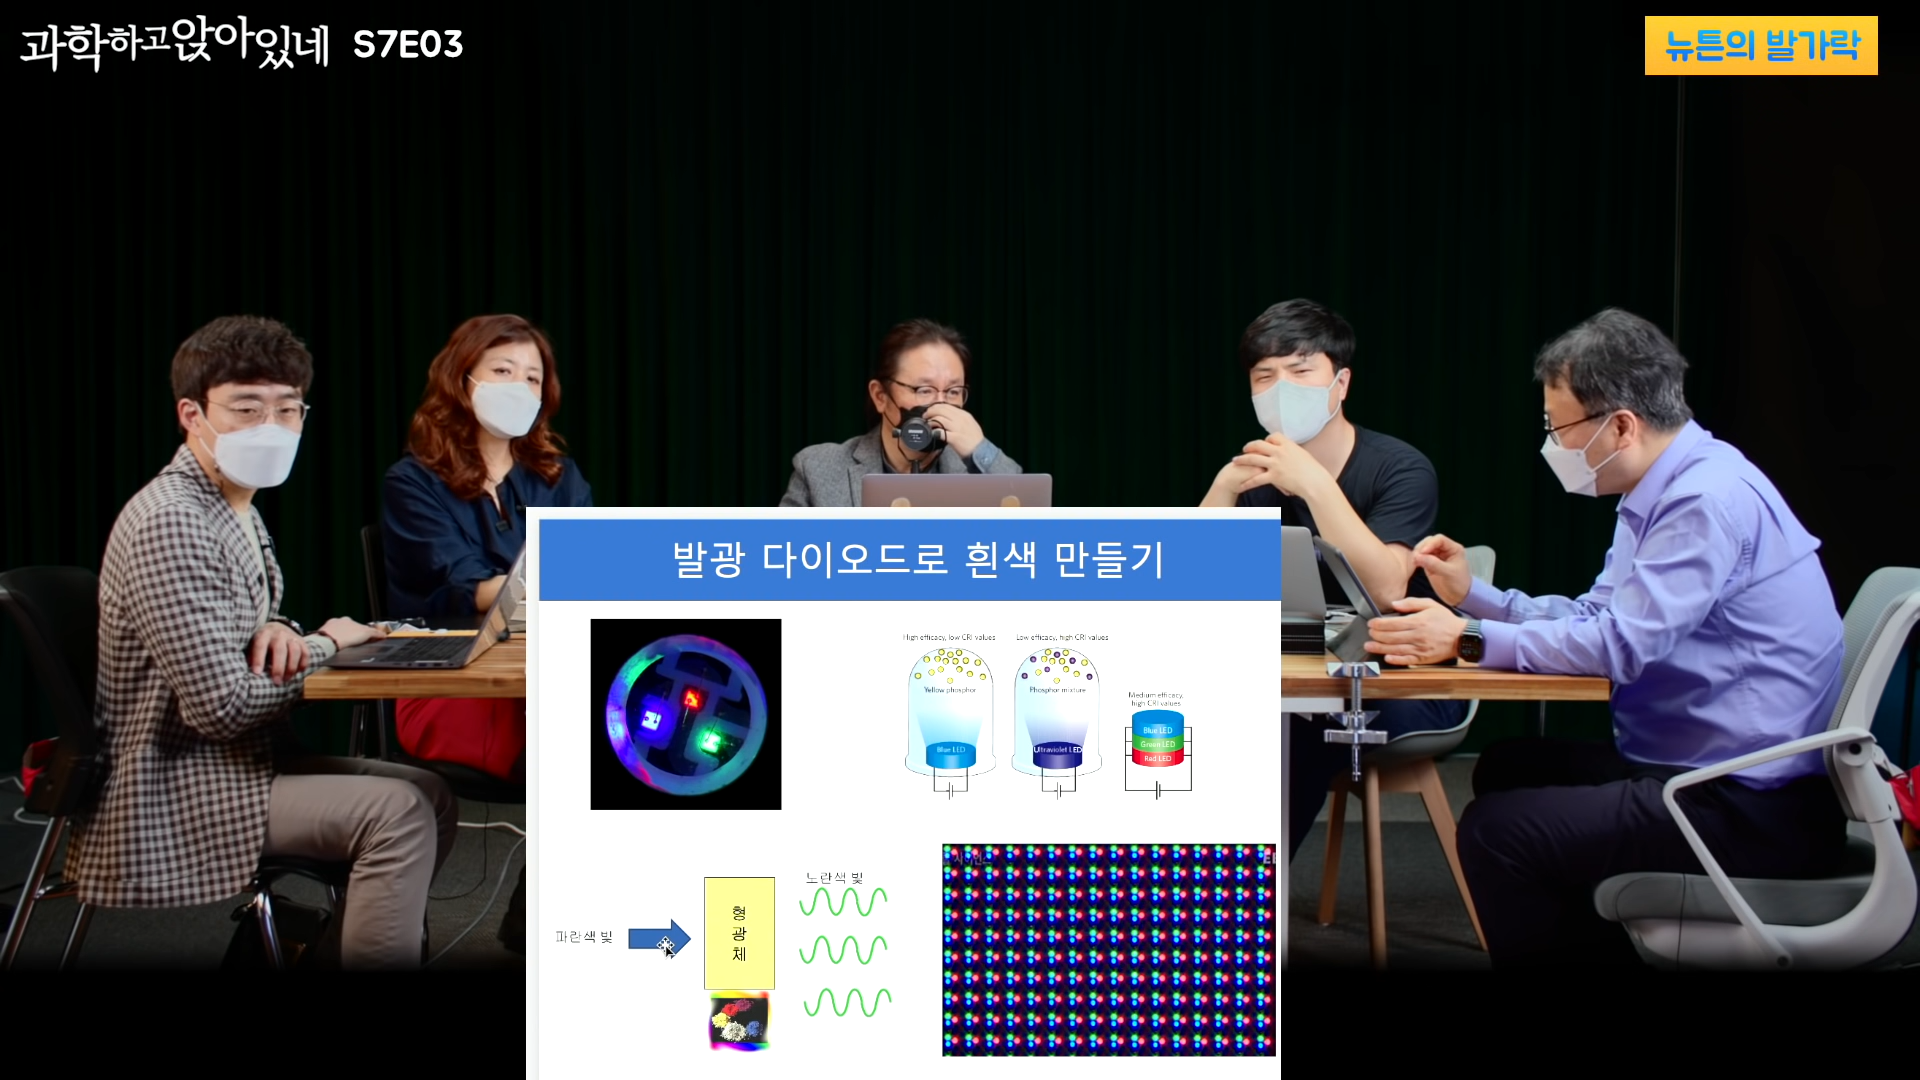 과학하고앉아있네 S7E03
뉴튼의 발가락
발광 다이오드로 흰색 만들기
High efficacy, low CRI values
Low efficacy, high CRI values
Yellow phosphor
Phosphor mixture
Medium efficacy,
high CRI values
Blue LED
Ultraviolet LED
Blue LED
Green LED
Red LED
노란색 빛
파란색 빛
형
광
체